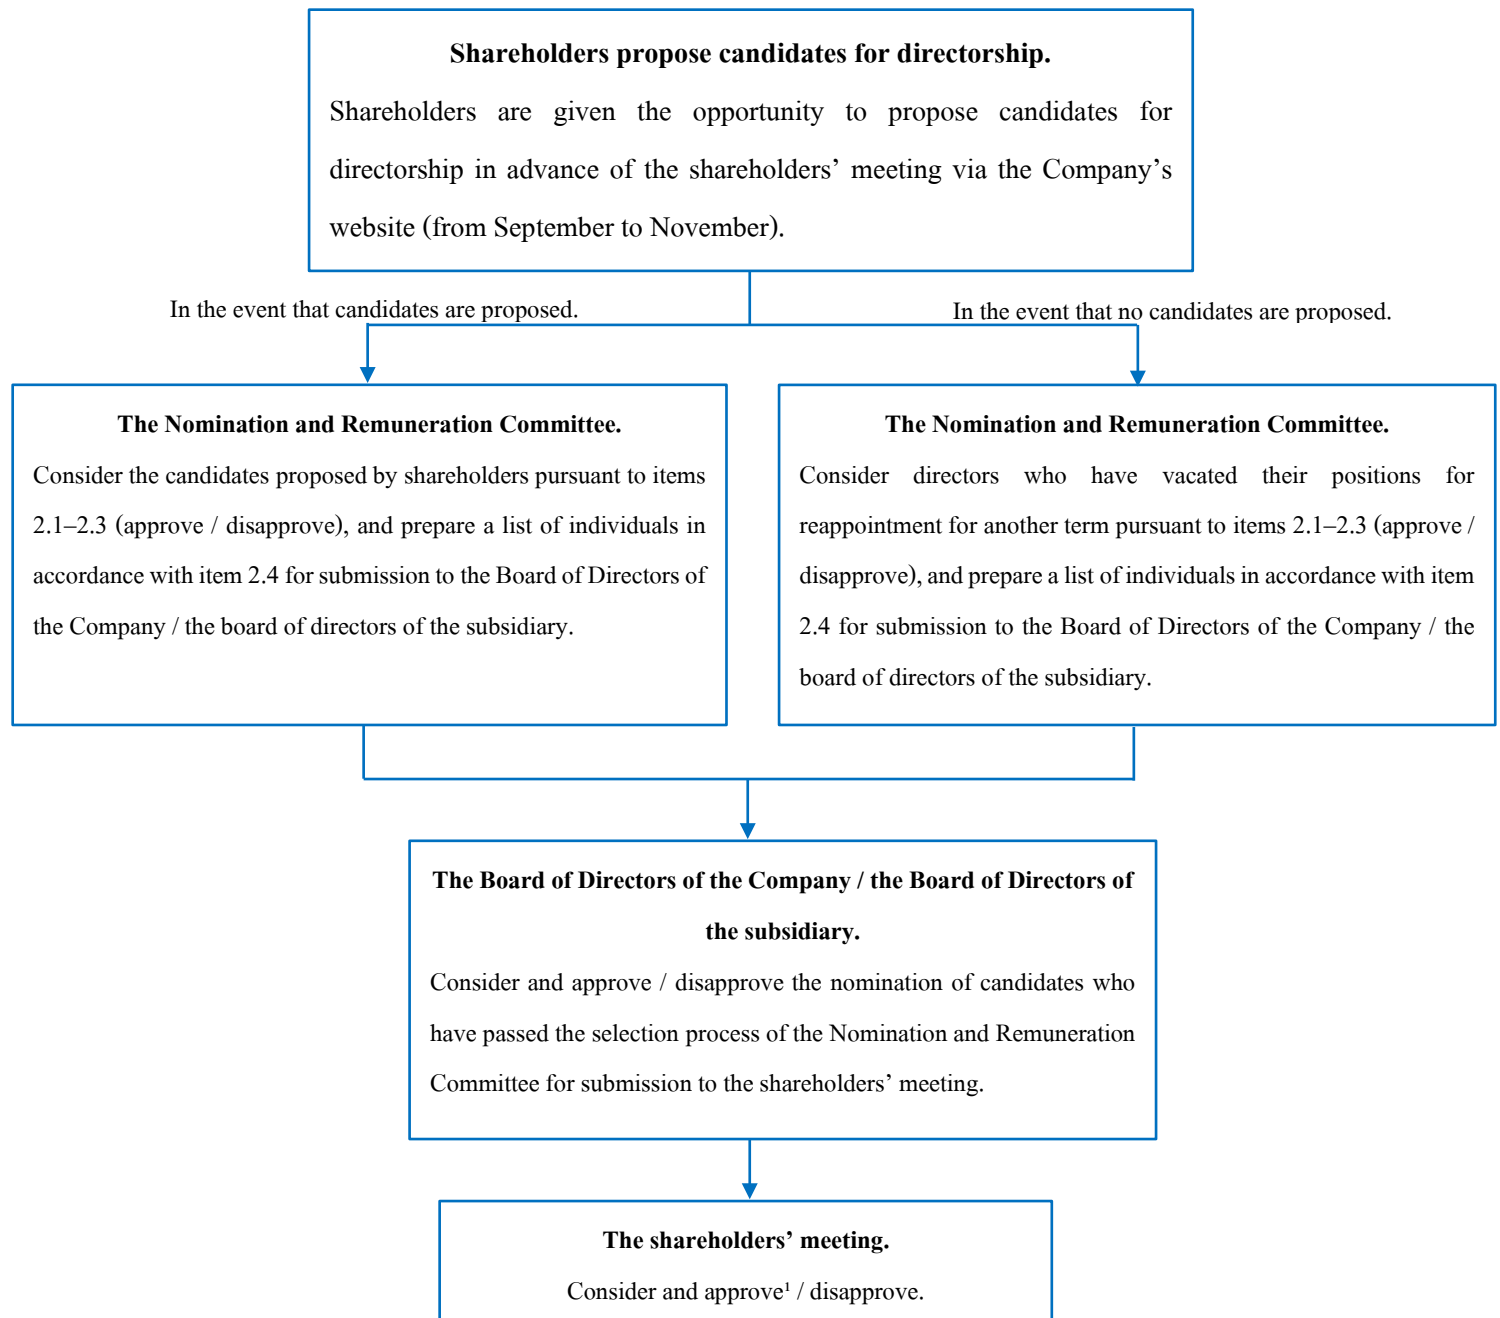 Shareholders propose candidates for directorship.
Shareholders are given the opportunity to propose candidates for
directorship in advance of the shareholders’ meeting via the Company’s
website (from September to November).
In the event that candidates are proposed.
In the event that no candidates are proposed.
The Nomination and Remuneration Committee.
Consider the candidates proposed by shareholders pursuant to items
2.1–2.3 (approve / disapprove), and prepare a list of individuals in
accordance with item 2.4 for submission to the Board of Directors of
the Company / the board of directors of the subsidiary.
The Nomination and Remuneration Committee.
Consider directors who have vacated their positions for
reappointment for another term pursuant to items 2.1–2.3 (approve /
disapprove), and prepare a list of individuals in accordance with item
2.4 for submission to the Board of Directors of the Company / the
board of directors of the subsidiary.
The Board of Directors of the Company / the Board of Directors of
the subsidiary.
Consider and approve / disapprove the nomination of candidates who
have passed the selection process of the Nomination and Remuneration
Committee for submission to the shareholders’ meeting.
The shareholders’ meeting.
Consider and approve¹ / disapprove.